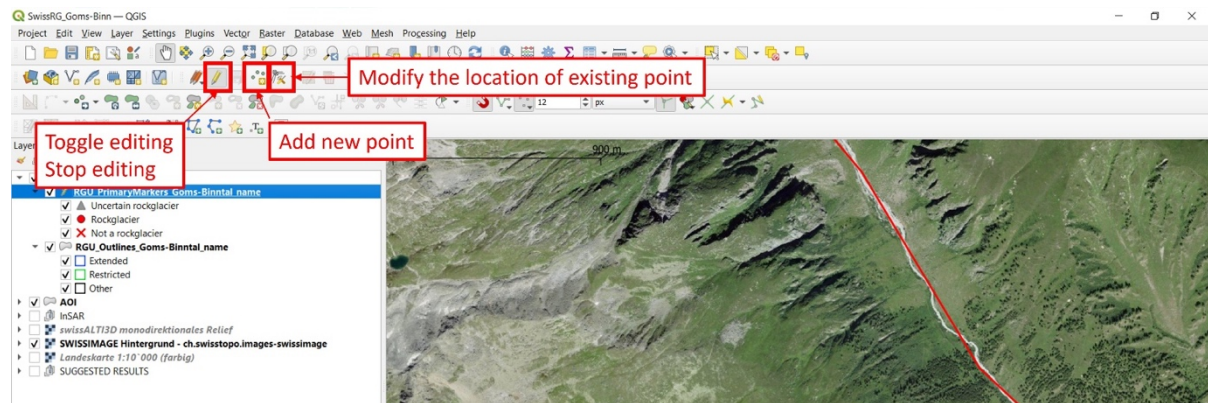 SwissRG_Goms-Binn — QGIS
Project Edit View Layer Settings Plugins Vector Raster Database Web Mesh Processing Help
Modify the location of existing point
12 px
Toggle editing
Stop editing
Add new point
900 m
Laye
RGU_PrimaryMarkers_Goms-Binntal_name
Uncertain rockglacier
Rockglacier
Not a rockglacier
RGU_Outlines_Goms-Binntal_name
Extended
Restricted
Other
AOI
InSAR
swissALTI3D monodirektionales Relief
SWISSIMAGE Hintergrund - ch.swisstopo.images-swissimage
Landeskarte 1:10`000 (farbig)
SUGGESTED RESULTS